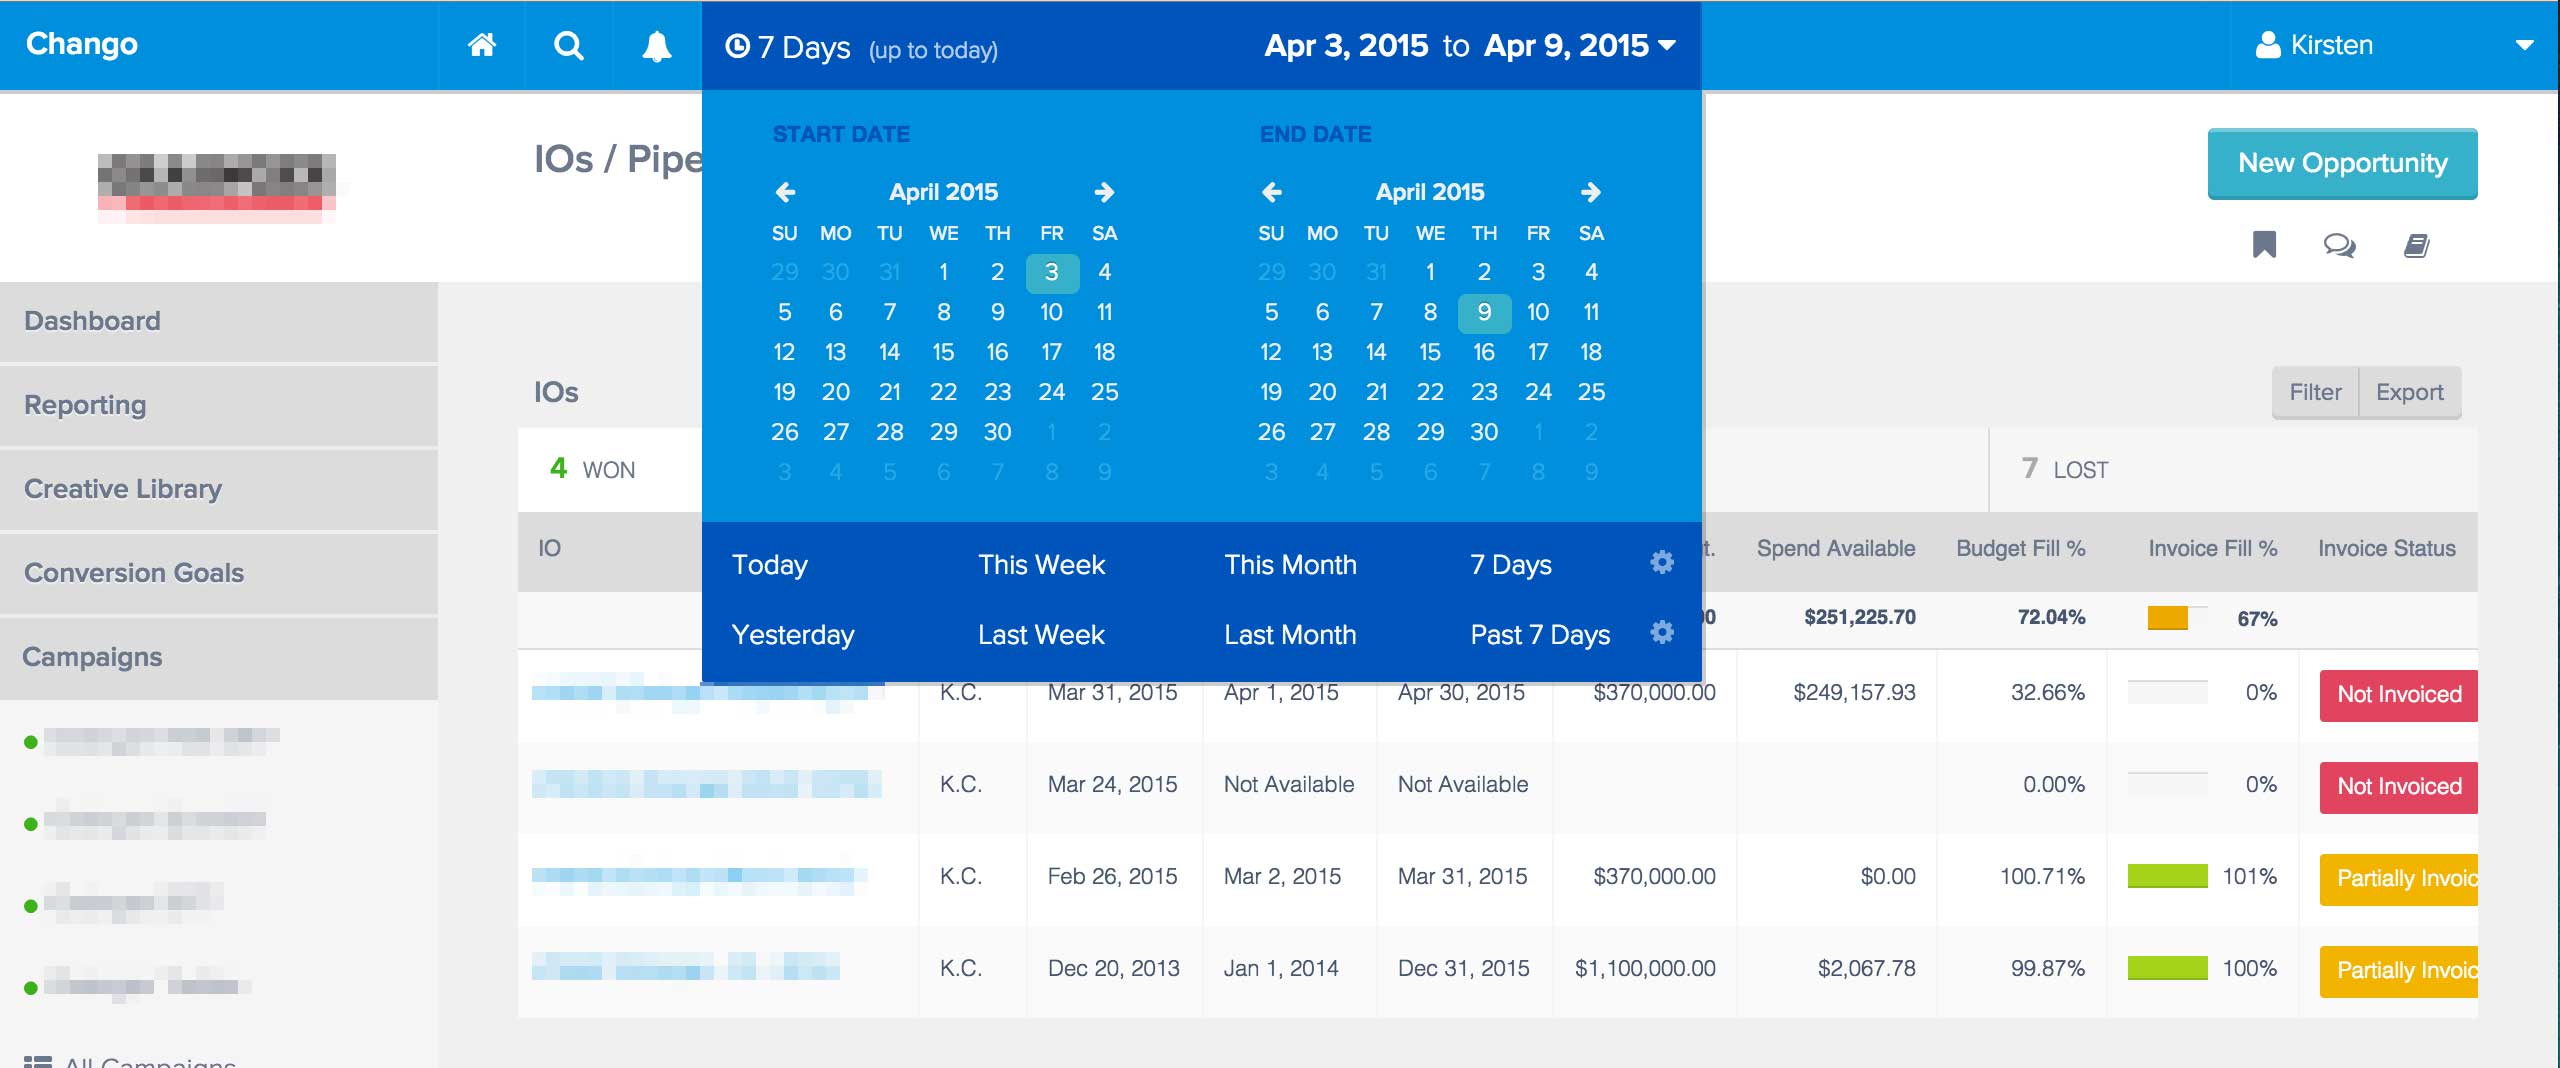 Chango
7 Days (up to today)
Apr 3, 2015 to Apr 9, 2015
Kirsten
IOs / Pipe
New Opportunity
START DATE
April 2015
SU MO TU WE TH FR SA
29 30 31 1 2 3 4
5 6 7 8 9 10 11
12 13 14 15 16 17 18
19 20 21 22 23 24 25
26 27 28 29 30 1 2
3 4 5 6 7 8 9
END DATE
April 2015
SU MO TU WE TH FR SA
29 30 31 1 2 3 4
5 6 7 8 9 10 11
12 13 14 15 16 17 18
19 20 21 22 23 24 25
26 27 28 29 30 1 2
3 4 5 6 7 8 9
Today This Week This Month 7 Days
Yesterday Last Week Last Month Past 7 Days
Dashboard
Reporting
Creative Library
Conversion Goals
Campaigns
All Campaigns
IOs
Filter Export
4 WON
7 LOST
IO t. Spend Available Budget Fill % Invoice Fill % Invoice Status
00 $251,225.70 72.04% 67%
K.C. Mar 31, 2015 Apr 1, 2015 Apr 30, 2015 $370,000.00 $249,157.93 32.66% 0% Not Invoiced
K.C. Mar 24, 2015 Not Available Not Available 0.00% 0% Not Invoiced
K.C. Feb 26, 2015 Mar 2, 2015 Mar 31, 2015 $370,000.00 $0.00 100.71% 101% Partially Invoic
K.C. Dec 20, 2013 Jan 1, 2014 Dec 31, 2015 $1,100,000.00 $2,067.78 99.87% 100% Partially Invoic